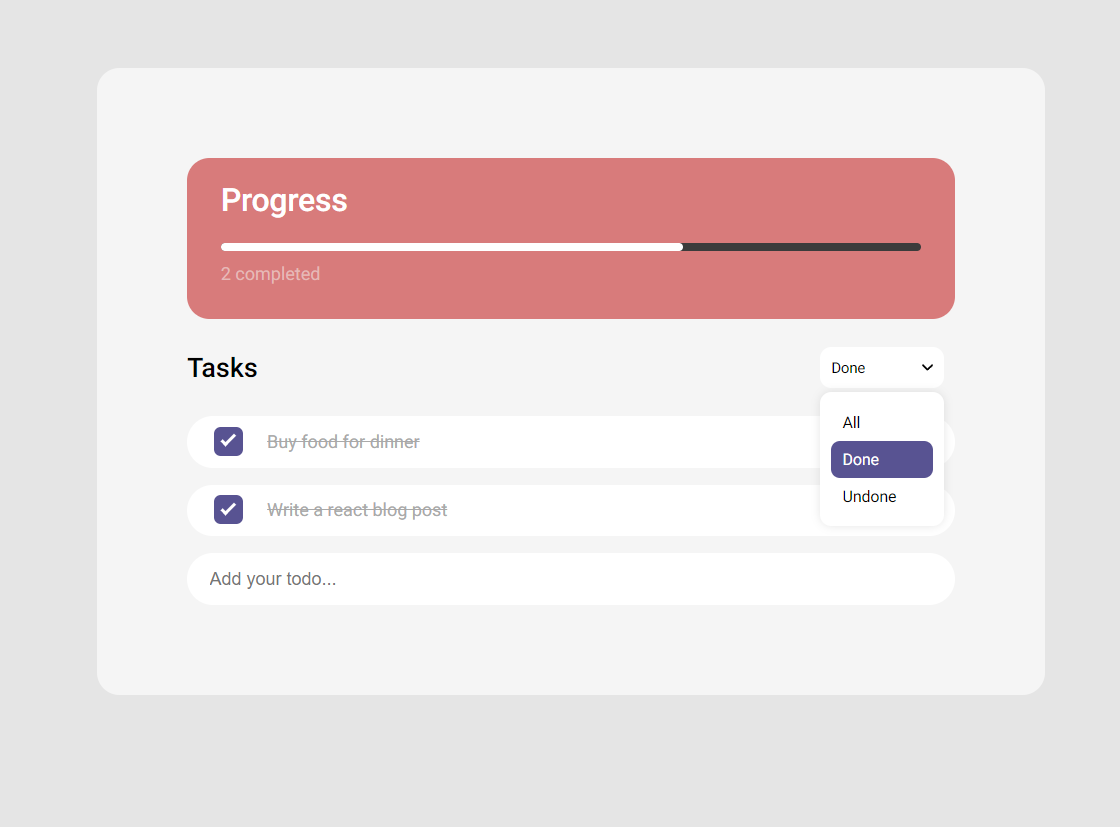 Progress
2 completed
Tasks
Done
All
Done
Undone
Buy food for dinner
Write a react blog post
Add your todo...